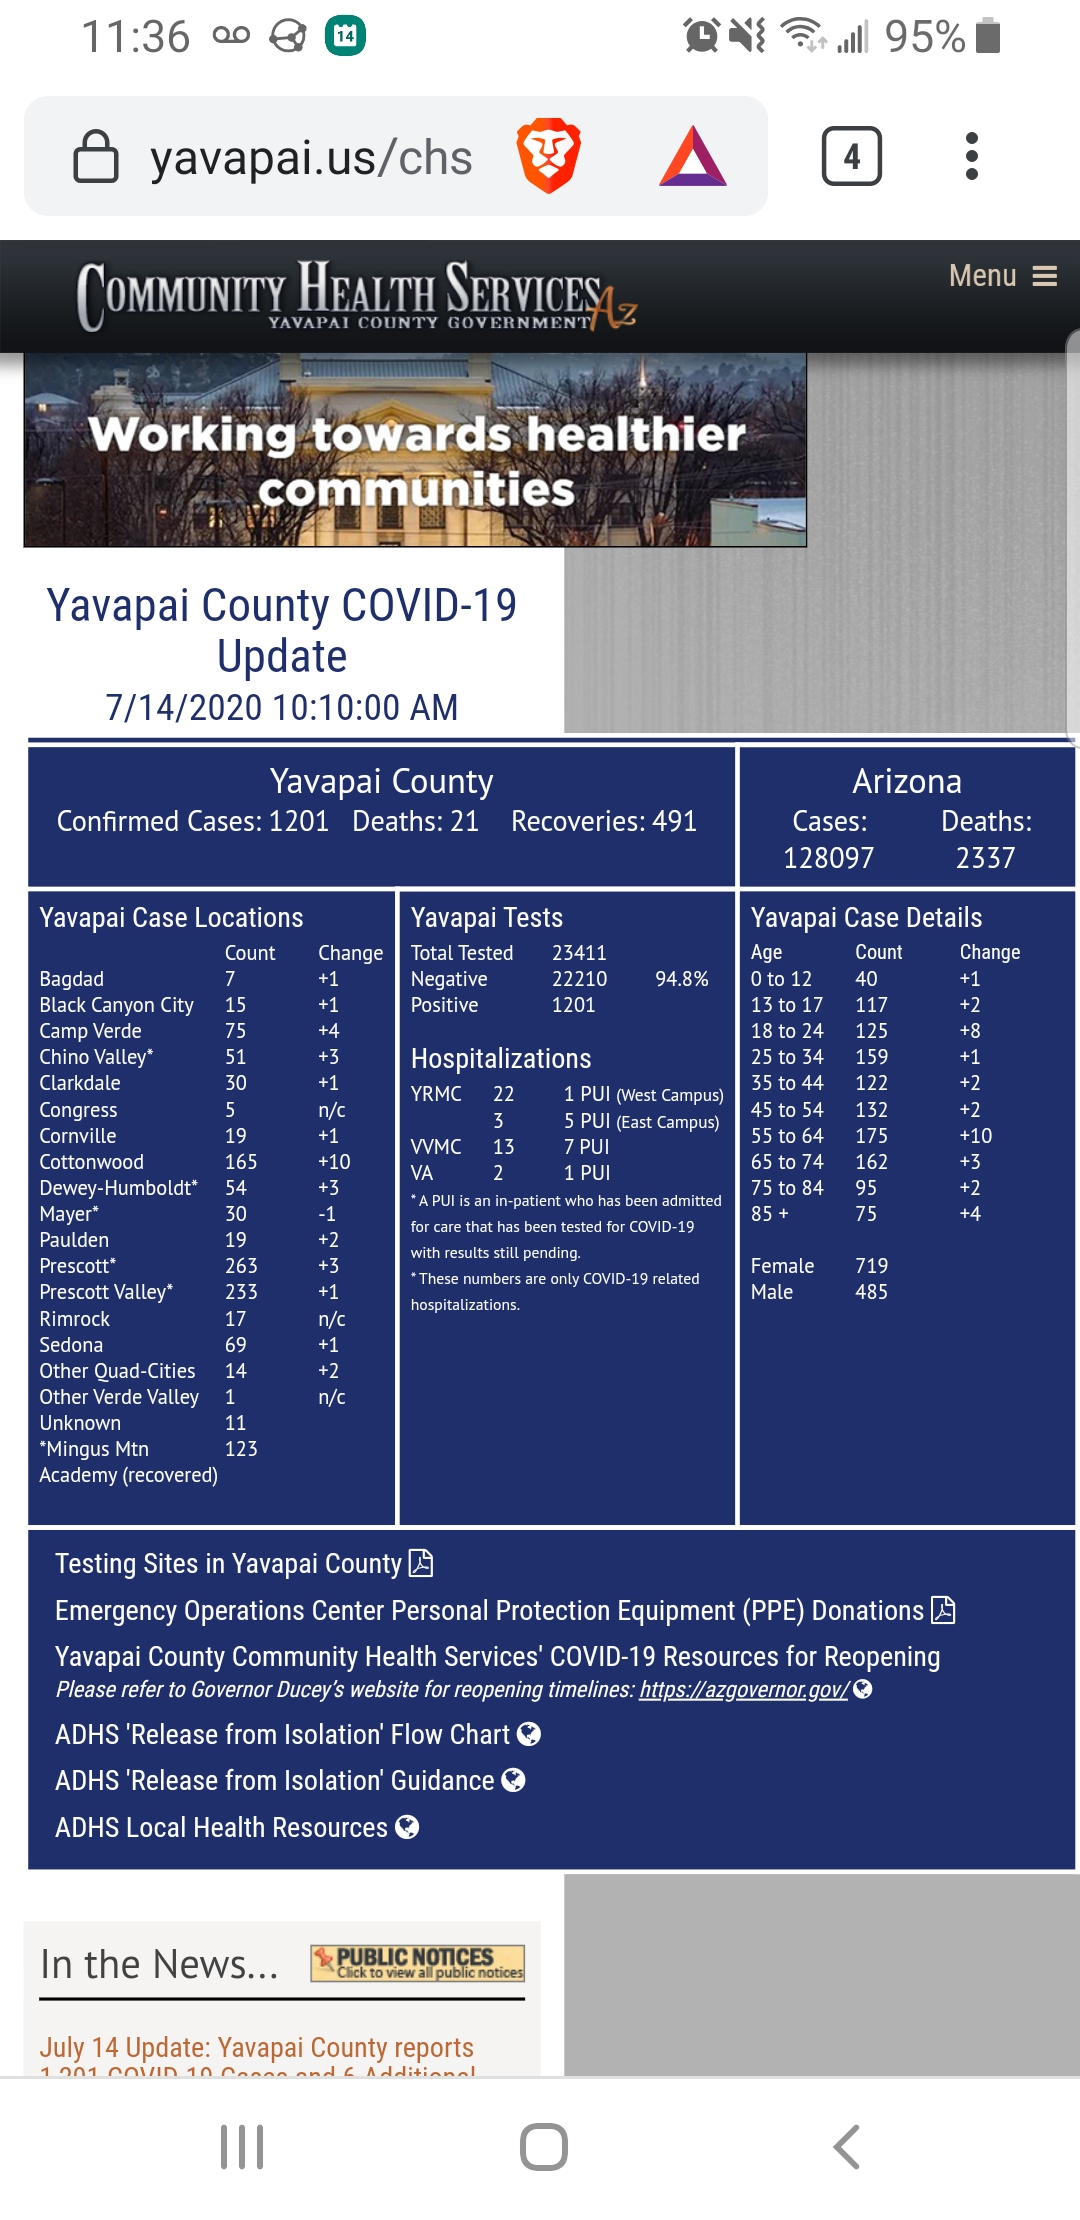 11:36 14 95%
yavapai.us/chs 4
COMMUNITY HEALTH SERVICES Az
YAVAPAI COUNTY GOVERNMENT
Menu
Working towards healthier
communities
Yavapai County COVID-19
Update
7/14/2020 10:10:00 AM
Yavapai County
Confirmed Cases: 1201 Deaths: 21 Recoveries: 491
Arizona
Cases: Deaths:
128097 2337
Yavapai Case Locations
Count Change
Bagdad 7 +1
Black Canyon City 15 +1
Camp Verde 75 +4
Chino Valley* 51 +3
Clarkdale 30 +1
Congress 5 n/c
Cornville 19 +1
Cottonwood 165 +10
Dewey-Humboldt* 54 +3
Mayer* 30 -1
Paulden 19 +2
Prescott* 263 +3
Prescott Valley* 233 +1
Rimrock 17 n/c
Sedona 69 +1
Other Quad-Cities 14 +2
Other Verde Valley 1 n/c
Unknown 11
*Mingus Mtn 123
Academy (recovered)
Yavapai Tests
Total Tested 23411
Negative 22210 94.8%
Positive 1201
Hospitalizations
YRMC 22 1 PUI (West Campus)
3 5 PUI (East Campus)
VVMC 13 7 PUI
VA 2 1 PUI
* A PUI is an in-patient who has been admitted
for care that has been tested for COVID-19
with results still pending.
* These numbers are only COVID-19 related
hospitalizations.
Yavapai Case Details
Age Count Change
0 to 12 40 +1
13 to 17 117 +2
18 to 24 125 +8
25 to 34 159 +1
35 to 44 122 +2
45 to 54 132 +2
55 to 64 175 +10
65 to 74 162 +3
75 to 84 95 +2
85 + 75 +4
Female 719
Male 485
Testing Sites in Yavapai County
Emergency Operations Center Personal Protection Equipment (PPE) Donations
Yavapai County Community Health Services' COVID-19 Resources for Reopening
Please refer to Governor Ducey's website for reopening timelines: https://azgovernor.gov/
ADHS 'Release from Isolation' Flow Chart
ADHS 'Release from Isolation' Guidance
ADHS Local Health Resources
In the News...
PUBLIC NOTICES
Click to view all public notices
July 14 Update: Yavapai County reports
1,201 COVID-19 Cases and 6 Additional